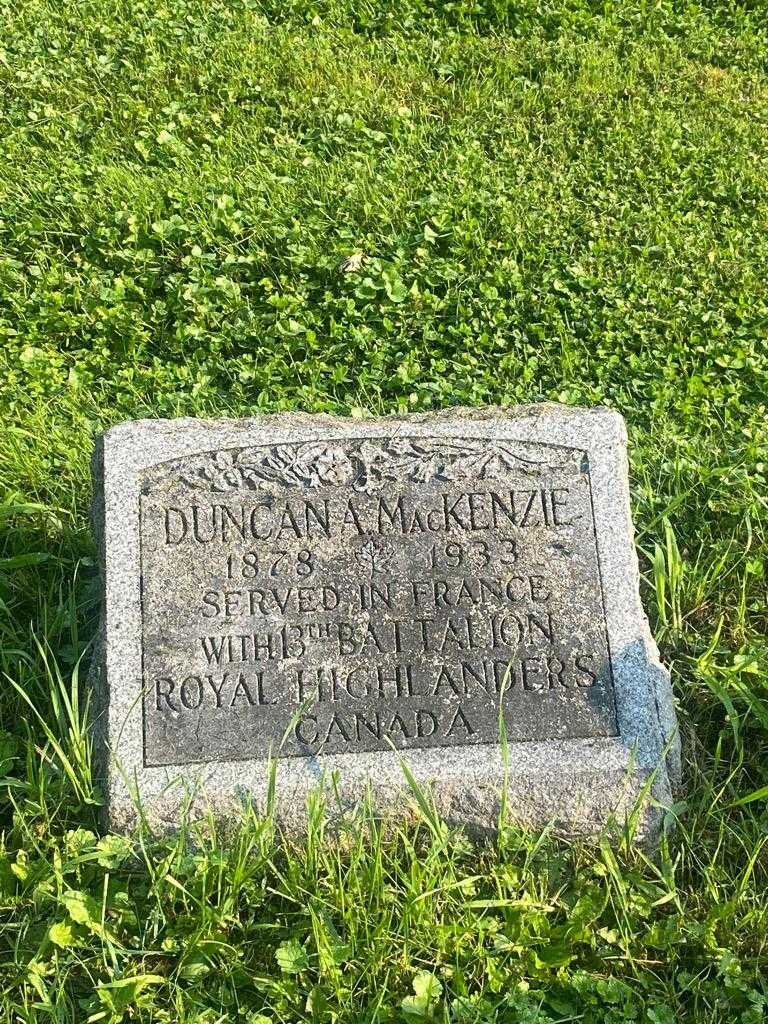 DUNCAN A. MacKENZIE
1878 1933
SERVED IN FRANCE
WITH 13TH BATTALION
ROYAL HIGHLANDERS
CANADA